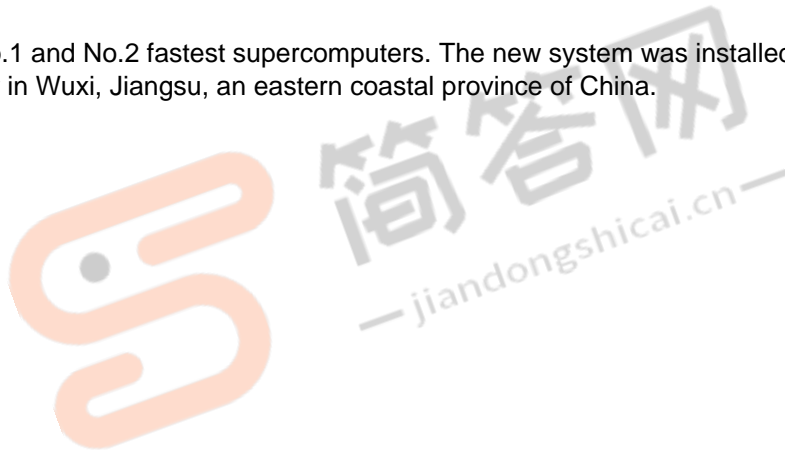 .1 and No.2 fastest supercomputers. The new system was installed
in Wuxi, Jiangsu, an eastern coastal province of China.
简答网
jiandongshicai.cn